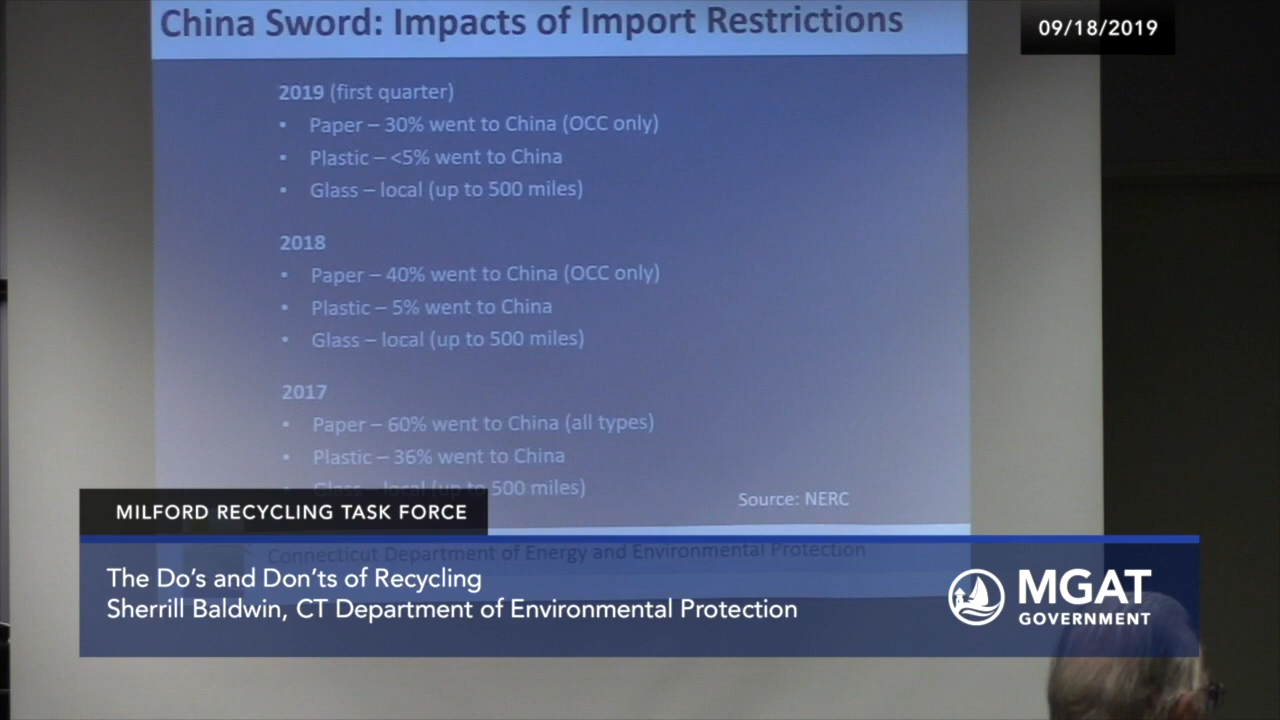 China Sword: Impacts of Import Restrictions
09/18/2019
2019 (first quarter)
• Paper – 30% went to China (OCC only)
• Plastic – <5% went to China
• Glass – local (up to 500 miles)
2018
• Paper – 40% went to China (OCC only)
• Plastic – 5% went to China
• Glass – local (up to 500 miles)
2017
• Paper – 60% went to China (all types)
• Plastic – 36% went to China
• Glass – local (up to 500 miles)
Source: NERC
MILFORD RECYCLING TASK FORCE
Connecticut Department of Energy and Environmental Protection
The Do's and Don'ts of Recycling
Sherrill Baldwin, CT Department of Environmental Protection
MGAT
GOVERNMENT